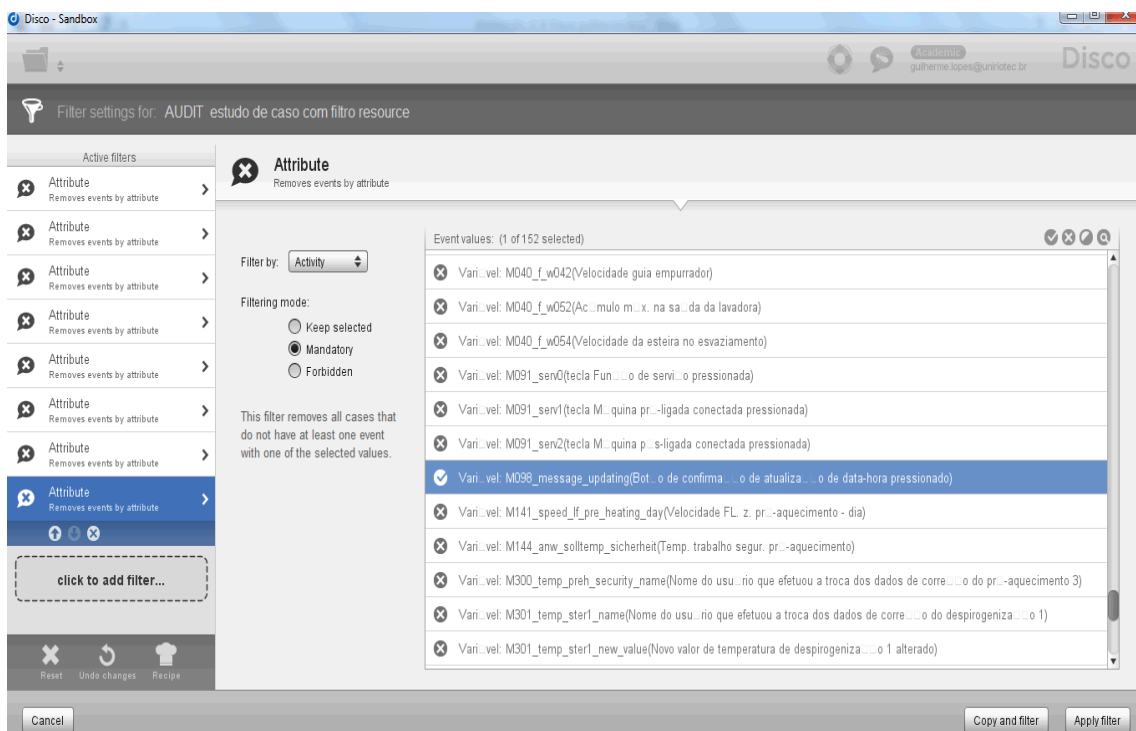 Disco - Sandbox
Academic
guilherme.lopes@uniriotec.br
Disco
Filter settings for: AUDIT estudo de caso com filtro resource
Active filters
Attribute
Removes events by attribute
Attribute
Removes events by attribute
Attribute
Removes events by attribute
Attribute
Removes events by attribute
Attribute
Removes events by attribute
Attribute
Removes events by attribute
Attribute
Removes events by attribute
Attribute
Removes events by attribute
click to add filter...
Reset Undo changes Recipe
Attribute
Removes events by attribute
Filter by: Activity
Filtering mode:
Keep selected
Mandatory
Forbidden
This filter removes all cases that
do not have at least one event
with one of the selected values.
Event values: (1 of 152 selected)
Vari□vel: M040_f_w042(Velocidade guia empurrador)
Vari□vel: M040_f_w052(Ac□mulo m□x. na sa□da da lavadora)
Vari□vel: M040_f_w054(Velocidade da esteira no esvaziamento)
Vari□vel: M091_serv0(tecla Fun□□o de servi□o pressionada)
Vari□vel: M091_serv1(tecla M□quina pr□-ligada conectada pressionada)
Vari□vel: M091_serv2(tecla M□quina p□s-ligada conectada pressionada)
Vari□vel: M098_message_updating(Bot□o de confirma□□o de atualiza□□o de data-hora pressionado)
Vari□vel: M141_speed_lf_pre_heating_day(Velocidade FL. z. pr□-aquecimento - dia)
Vari□vel: M144_anw_solltemp_sicherheit(Temp. trabalho segur. pr□-aquecimento)
Vari□vel: M300_temp_preh_security_name(Nome do usu□rio que efetuou a troca dos dados de corre□□o do pr□-aquecimento 3)
Vari□vel: M301_temp_ster1_name(Nome do usu□rio que efetuou a troca dos dados de corre□□o do despirogeniza□□o 1)
Vari□vel: M301_temp_ster1_new_value(Novo valor de temperatura de despirogeniza□□o 1 alterado)
Cancel
Copy and filter
Apply filter